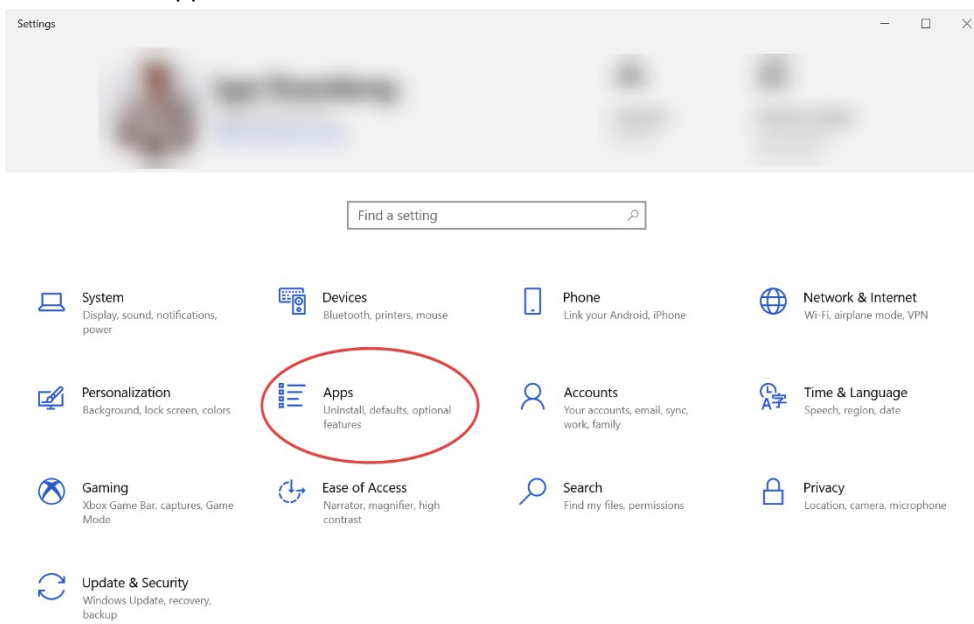 Settings
Find a setting
System
Display, sound, notifications,
power
Devices
Bluetooth, printers, mouse
Phone
Link your Android, iPhone
Network & Internet
Wi-Fi, airplane mode, VPN
Personalization
Background, lock screen, colors
Apps
Uninstall, defaults, optional
features
Accounts
Your accounts, email, sync,
work, family
Time & Language
Speech, region, date
Gaming
Xbox Game Bar, captures, Game
Mode
Ease of Access
Narrator, magnifier, high
contrast
Search
Find my files, permissions
Privacy
Location, camera, microphone
Update & Security
Windows Update, recovery,
backup